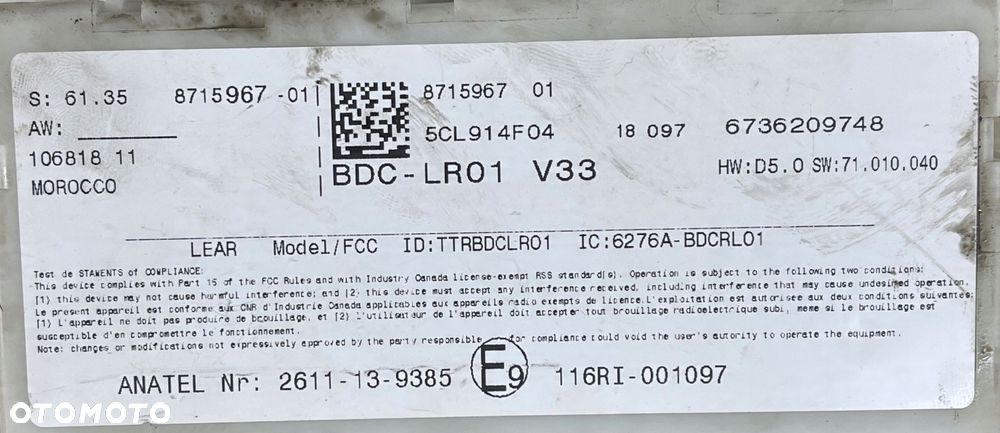 S: 61.35 8715967 -01
AW:
106818 11
MOROCCO
8715967 01
5CL914F04 18 097 6736209748
BDC-LR01 V33 HW:D5.0 SW:71.010.040
LEAR Model/FCC ID:TTRBDCLR01 IC:6276A-BDCRL01
Test de STAMENTS of COMPLIANCE:
This device complies with Part 15 of the FCC Rules and with Industry Canada license-exempt RSS standard(s). Operation is subject to the following two conditions:
(1) this device may not cause harmful interference; and (2) this device must accept any interference received, including interference that may cause undesired operation.
Le present appareil est conforme aux CNR d'Industrie Canada applicables aux appareils radio exempts de licence.L'exploitation est autorisee aux deux conditions suivantes:
(1) L'appareil ne doit pas produire de brouillage, et (2) L'utilisateur de l'appareil doit accepter tout brouillage radioelectrique subi, meme si le brouillage est
susceptible d'en compromettre le fonctionnement.
Note: changes or modifications not expressively approved by the party responsible for compliance could void the user's authority to operate the equipment.
ANATEL Nr: 2611-13-9385 E9 116RI-001097
OTOMOTO